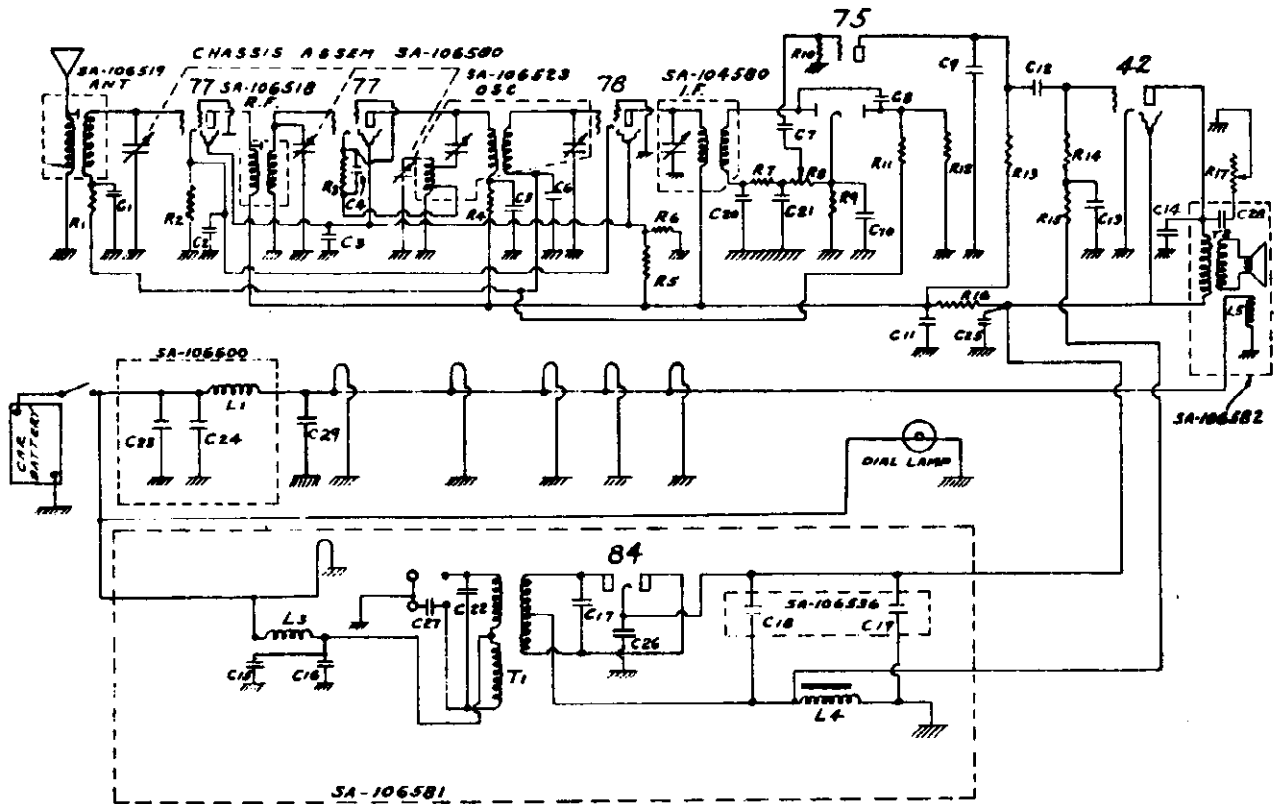 75
CHASSIS ASSEM SA-106580
SA-106519
ANT
77
SA-106518
R.F.
77
SA-106523
OSC
78
SA-104580
I.F.
R10
C9
C12
42
C8
C7
R1
C1
R2
C2
R3
C4
C3
R4
C5
C6
R6
R5
R7
R8
R9
C20
C21
C10
R11
R12
R13
R14
R15
C13
C14
R17
C28
T2
L5
R16
C11
C25
SA-106582
SA-106600
CAR
BATTERY
C23
C24
L1
C29
DIAL LAMP
84
L3
C15
C16
C27
C22
T1
C17
C26
SA-106536
C18
C19
L4
SA-106581